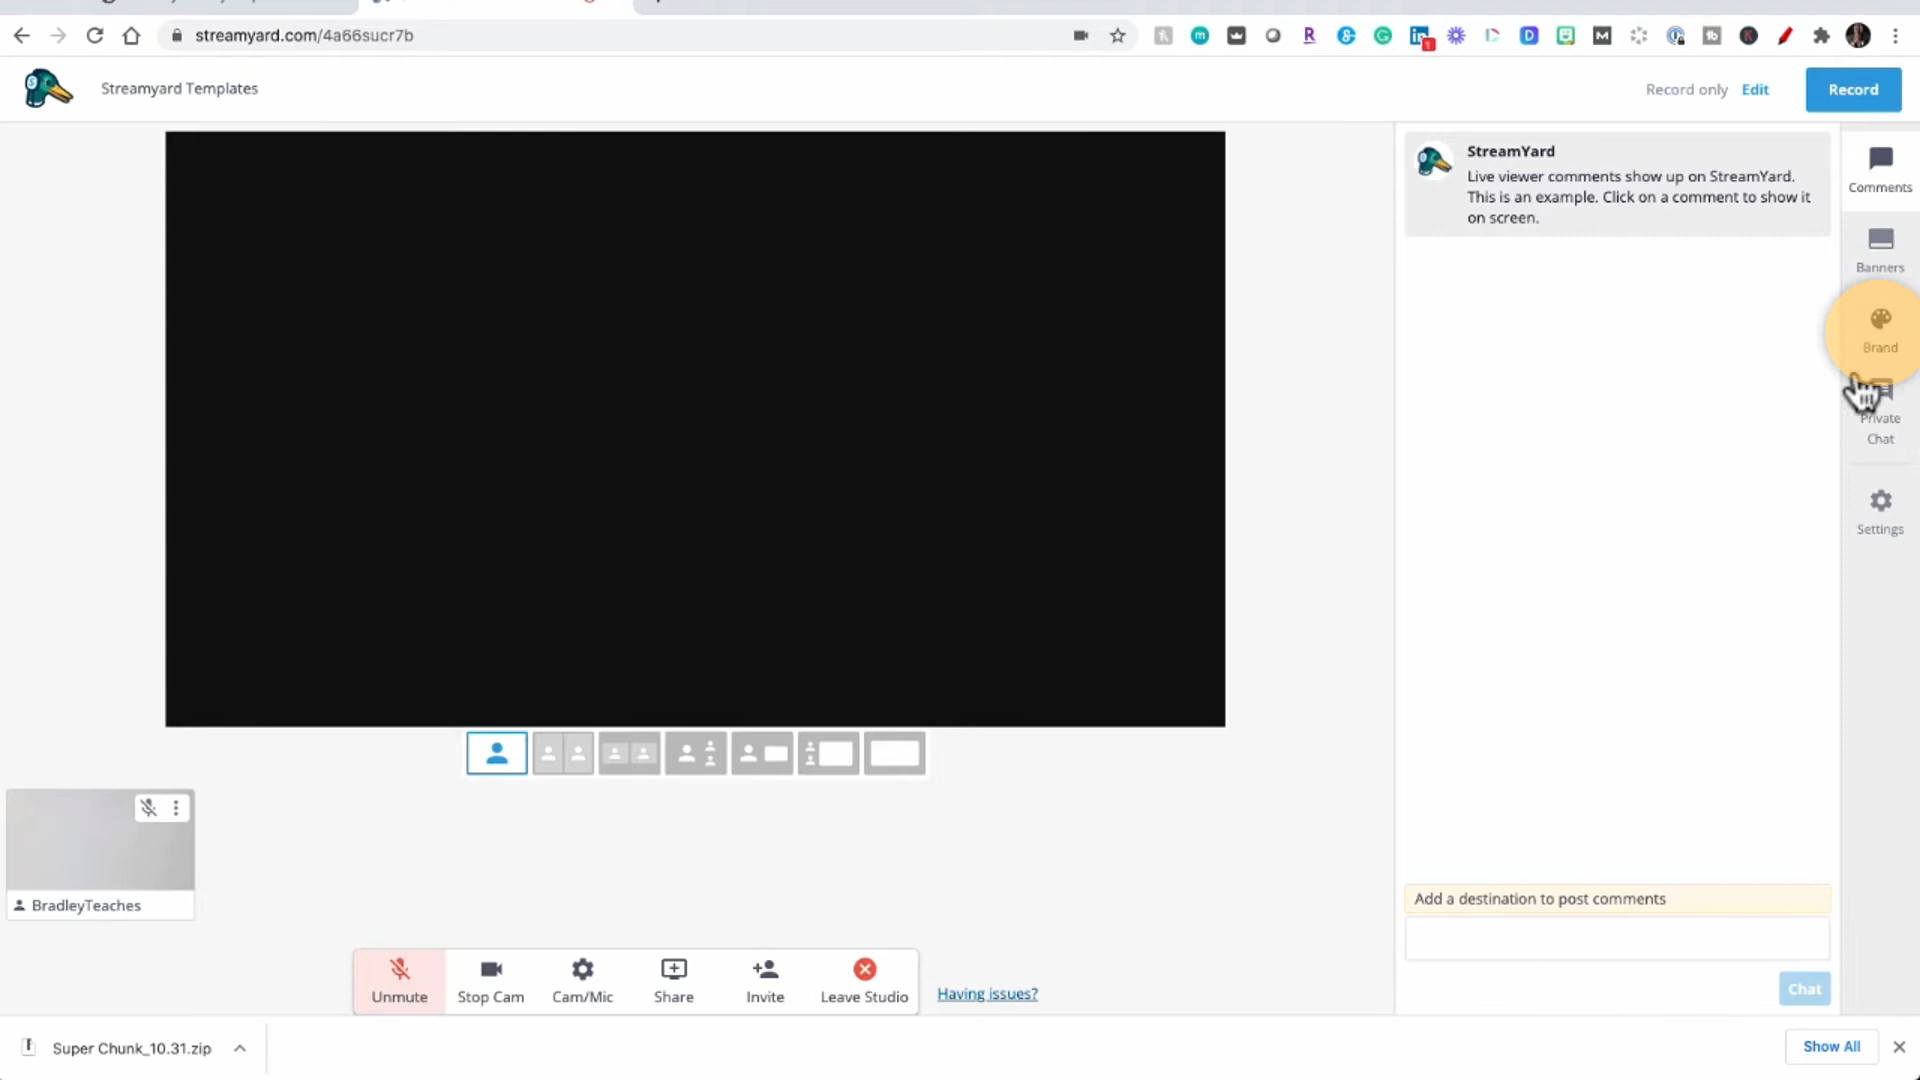 streamyard.com/4a66sucr7b
Streamyard Templates
Record only Edit Record
StreamYard
Live viewer comments show up on StreamYard.
This is an example. Click on a comment to show it
on screen.
Comments
Banners
Brand
Private
Chat
Settings
BradleyTeaches
Add a destination to post comments
Chat
Unmute Stop Cam Cam/Mic Share Invite Leave Studio Having issues?
Super Chunk_10.31.zip
Show All